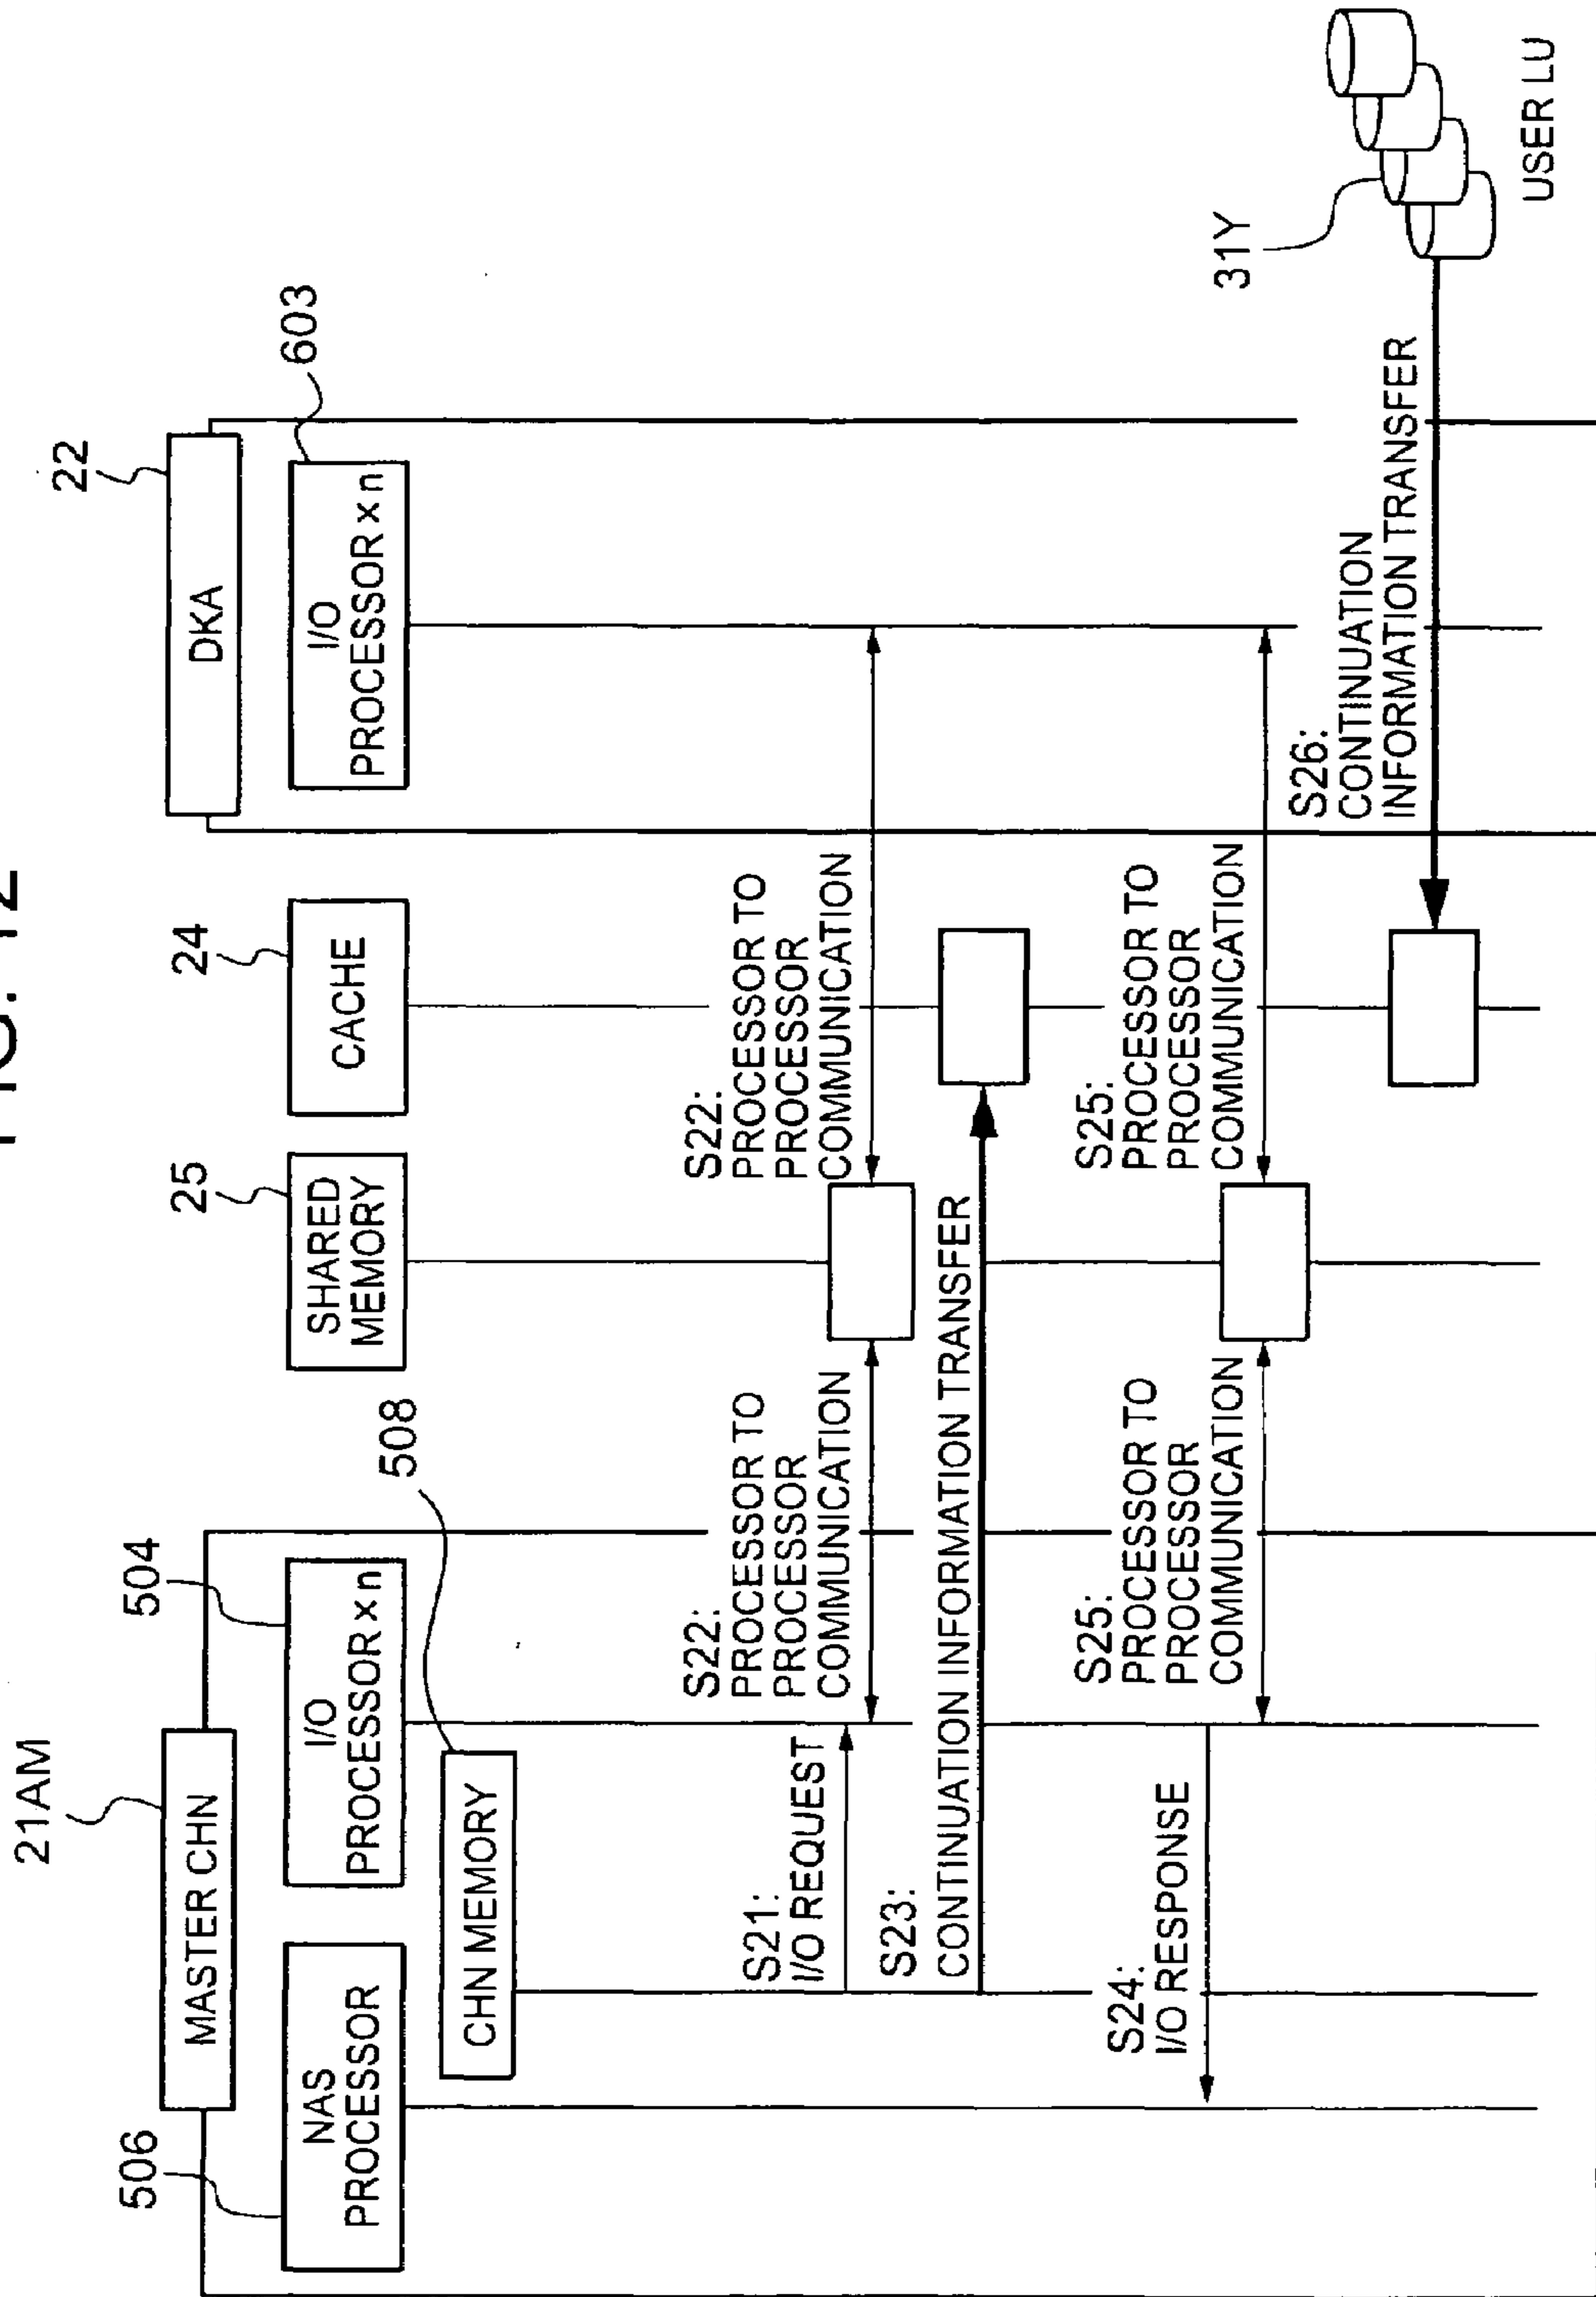 FIG. 12
21AM
22
MASTER CHN
DKA
506
504
25
24
603
NAS
PROCESSOR
I/O
PROCESSOR × n
SHARED
MEMORY
CACHE
I/O
PROCESSOR × n
508
CHN MEMORY
S21:
I/O REQUEST
S22:
PROCESSOR TO
PROCESSOR
COMMUNICATION
S22:
PROCESSOR TO
PROCESSOR
COMMUNICATION
S23:
CONTINUATION INFORMATION TRANSFER
S24:
I/O RESPONSE
S25:
PROCESSOR TO
PROCESSOR
COMMUNICATION
S25:
PROCESSOR TO
PROCESSOR
COMMUNICATION
S26:
CONTINUATION
INFORMATION TRANSFER
31Y
USER LU